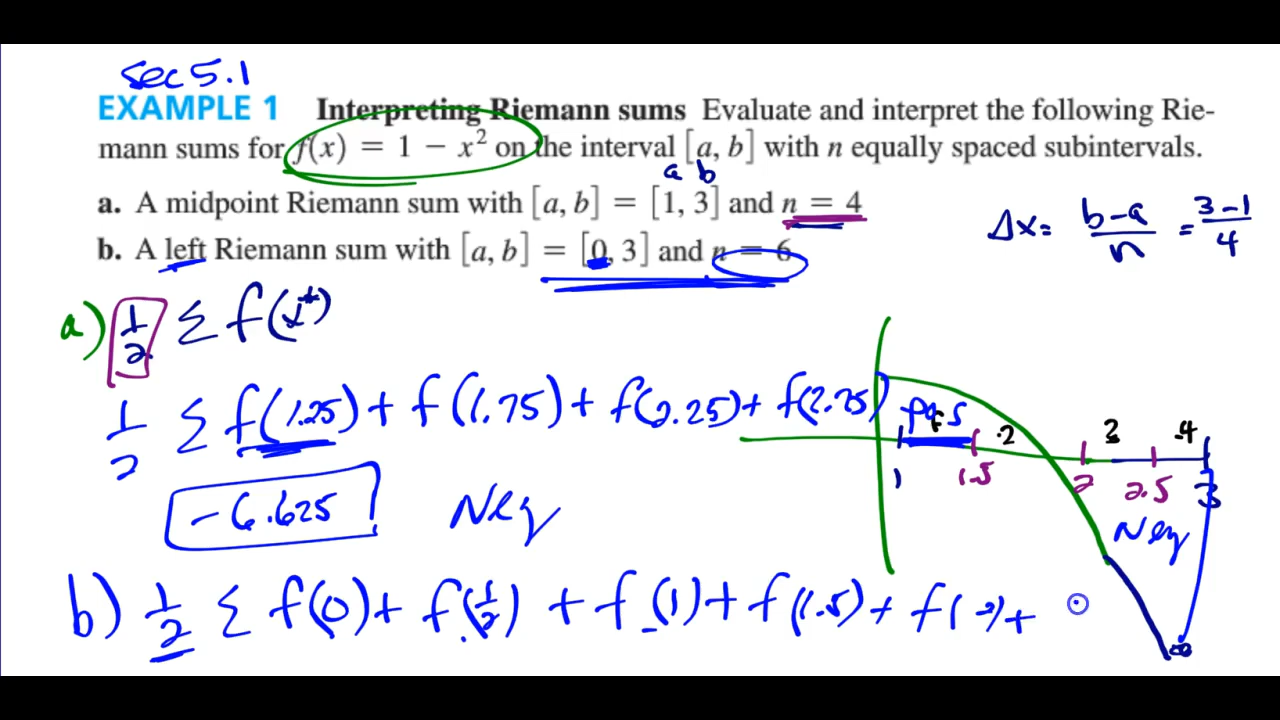 sec 5.1
EXAMPLE 1 Interpreting Riemann sums Evaluate and interpret the following Rie-
mann sums for f(x) = 1 − x² on the interval [a, b] with n equally spaced subintervals.
a b
a. A midpoint Riemann sum with [a, b] = [1, 3] and n = 4
b. A left Riemann sum with [a, b] = [0, 3] and n = 6
Δx = b-a/n = 3-1/4
a) 1/2 Σ f(x*)
1/2 Σ f(1.25) + f(1.75) + f(2.25) + f(2.75)
pos .2 3 .4
1 1.5 2 2.5 3
-6.625 Neg
Neg
b) 1/2 Σ f(0) + f(1/2) + f(1) + f(1.5) + f(2) +